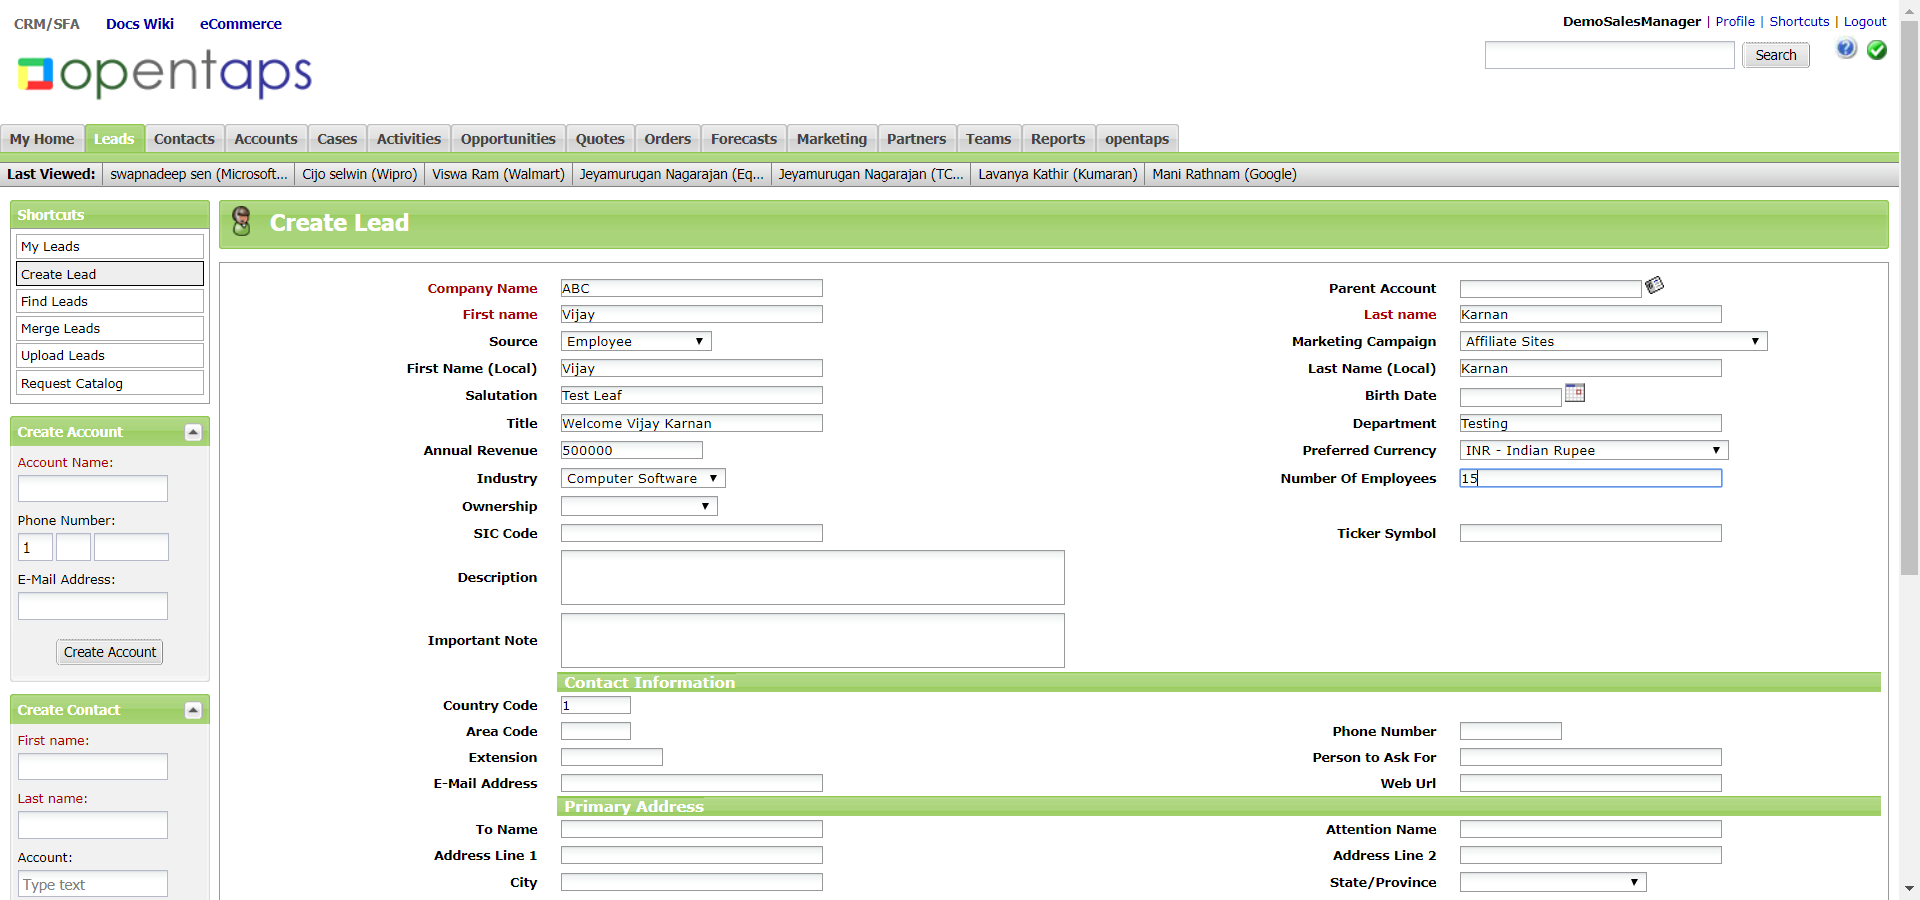 CRM/SFA Docs Wiki eCommerce
DemoSalesManager | Profile | Shortcuts | Logout
opentaps
Search
My Home Leads Contacts Accounts Cases Activities Opportunities Quotes Orders Forecasts Marketing Partners Teams Reports opentaps
Last Viewed: swapnadeep sen (Microsoft... Cijo selwin (Wipro) Viswa Ram (Walmart) Jeyamurugan Nagarajan (Eq... Jeyamurugan Nagarajan (TC... Lavanya Kathir (Kumaran) Mani Rathnam (Google)
Shortcuts
My Leads
Create Lead
Find Leads
Merge Leads
Upload Leads
Request Catalog
Create Account
Account Name:
Phone Number:
1
E-Mail Address:
Create Account
Create Contact
First name:
Last name:
Account:
Type text
Create Lead
Company Name ABC Parent Account
First name Vijay Last name Karnan
Source Employee Marketing Campaign Affiliate Sites
First Name (Local) Vijay Last Name (Local) Karnan
Salutation Test Leaf Birth Date
Title Welcome Vijay Karnan Department Testing
Annual Revenue 500000 Preferred Currency INR - Indian Rupee
Industry Computer Software Number Of Employees 15
Ownership
SIC Code Ticker Symbol
Description
Important Note
Contact Information
Country Code 1
Area Code Phone Number
Extension Person to Ask For
E-Mail Address Web Url
Primary Address
To Name Attention Name
Address Line 1 Address Line 2
City State/Province